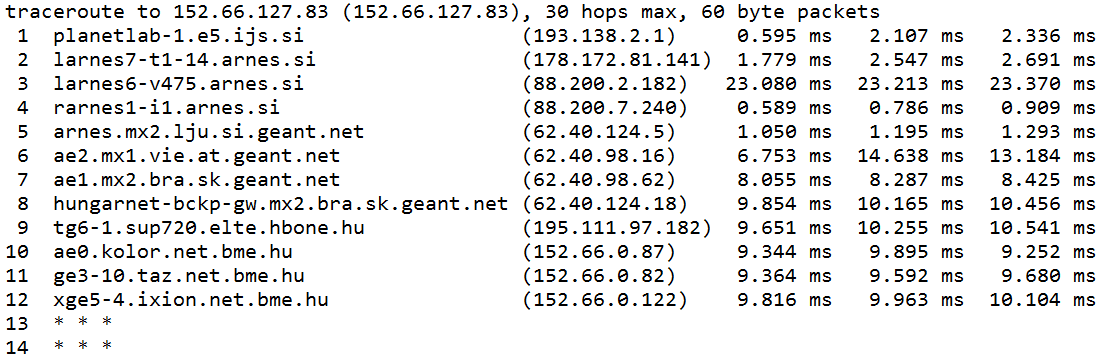 traceroute to 152.66.127.83 (152.66.127.83), 30 hops max, 60 byte packets
1 planetlab-1.e5.ijs.si (193.138.2.1) 0.595 ms 2.107 ms 2.336 ms
2 larnes7-t1-14.arnes.si (178.172.81.141) 1.779 ms 2.547 ms 2.691 ms
3 larnes6-v475.arnes.si (88.200.2.182) 23.080 ms 23.213 ms 23.370 ms
4 rarnes1-i1.arnes.si (88.200.7.240) 0.589 ms 0.786 ms 0.909 ms
5 arnes.mx2.lju.si.geant.net (62.40.124.5) 1.050 ms 1.195 ms 1.293 ms
6 ae2.mx1.vie.at.geant.net (62.40.98.16) 6.753 ms 14.638 ms 13.184 ms
7 ae1.mx2.bra.sk.geant.net (62.40.98.62) 8.055 ms 8.287 ms 8.425 ms
8 hungarnet-bckp-gw.mx2.bra.sk.geant.net (62.40.124.18) 9.854 ms 10.165 ms 10.456 ms
9 tg6-1.sup720.elte.hbone.hu (195.111.97.182) 9.651 ms 10.255 ms 10.541 ms
10 ae0.kolor.net.bme.hu (152.66.0.87) 9.344 ms 9.895 ms 9.252 ms
11 ge3-10.taz.net.bme.hu (152.66.0.82) 9.364 ms 9.592 ms 9.680 ms
12 xge5-4.ixion.net.bme.hu (152.66.0.122) 9.816 ms 9.963 ms 10.104 ms
13 * * *
14 * * *